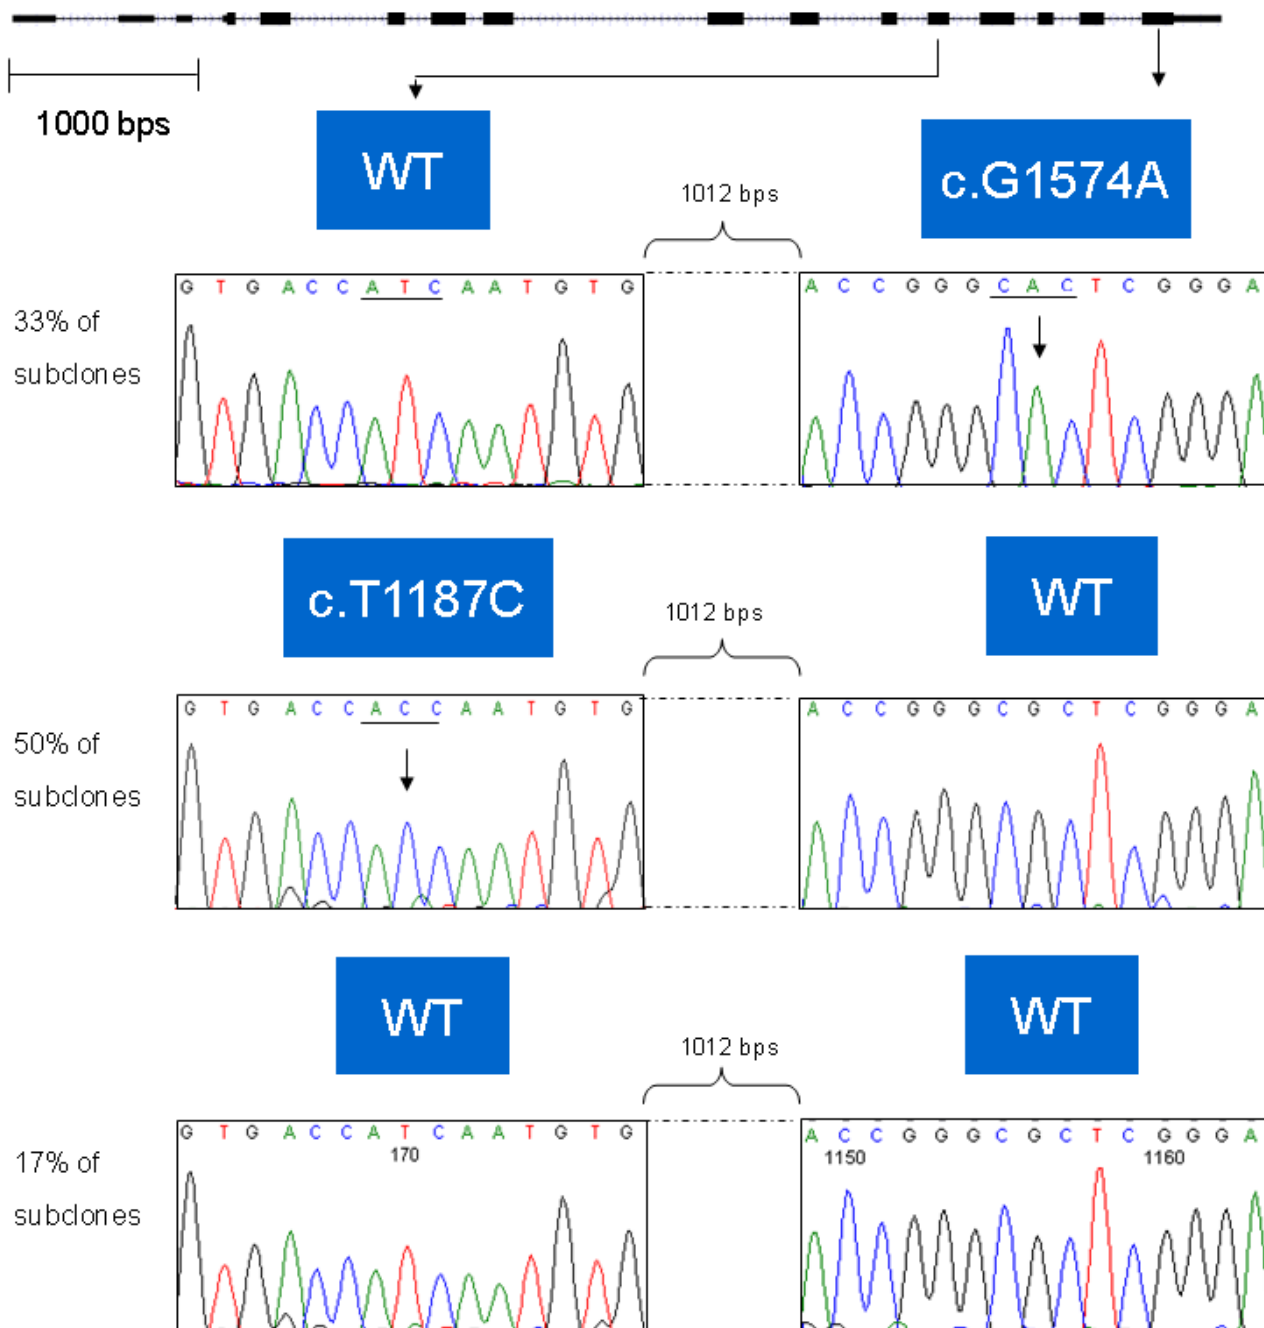 1000 bps
WT
c.G1574A
1012 bps
33% of
subclones
G T G A C C A T C A A T G T G
A C C G G G C A C T C G G G A
c.T1187C
WT
1012 bps
50% of
subclones
G T G A C C A C C A A T G T G
A C C G G G C G C T C G G G A
WT
WT
1012 bps
17% of
subclones
G T G A C C A T C A A T G T G
170
A C C G G G C G C T C G G G A
1150 1160